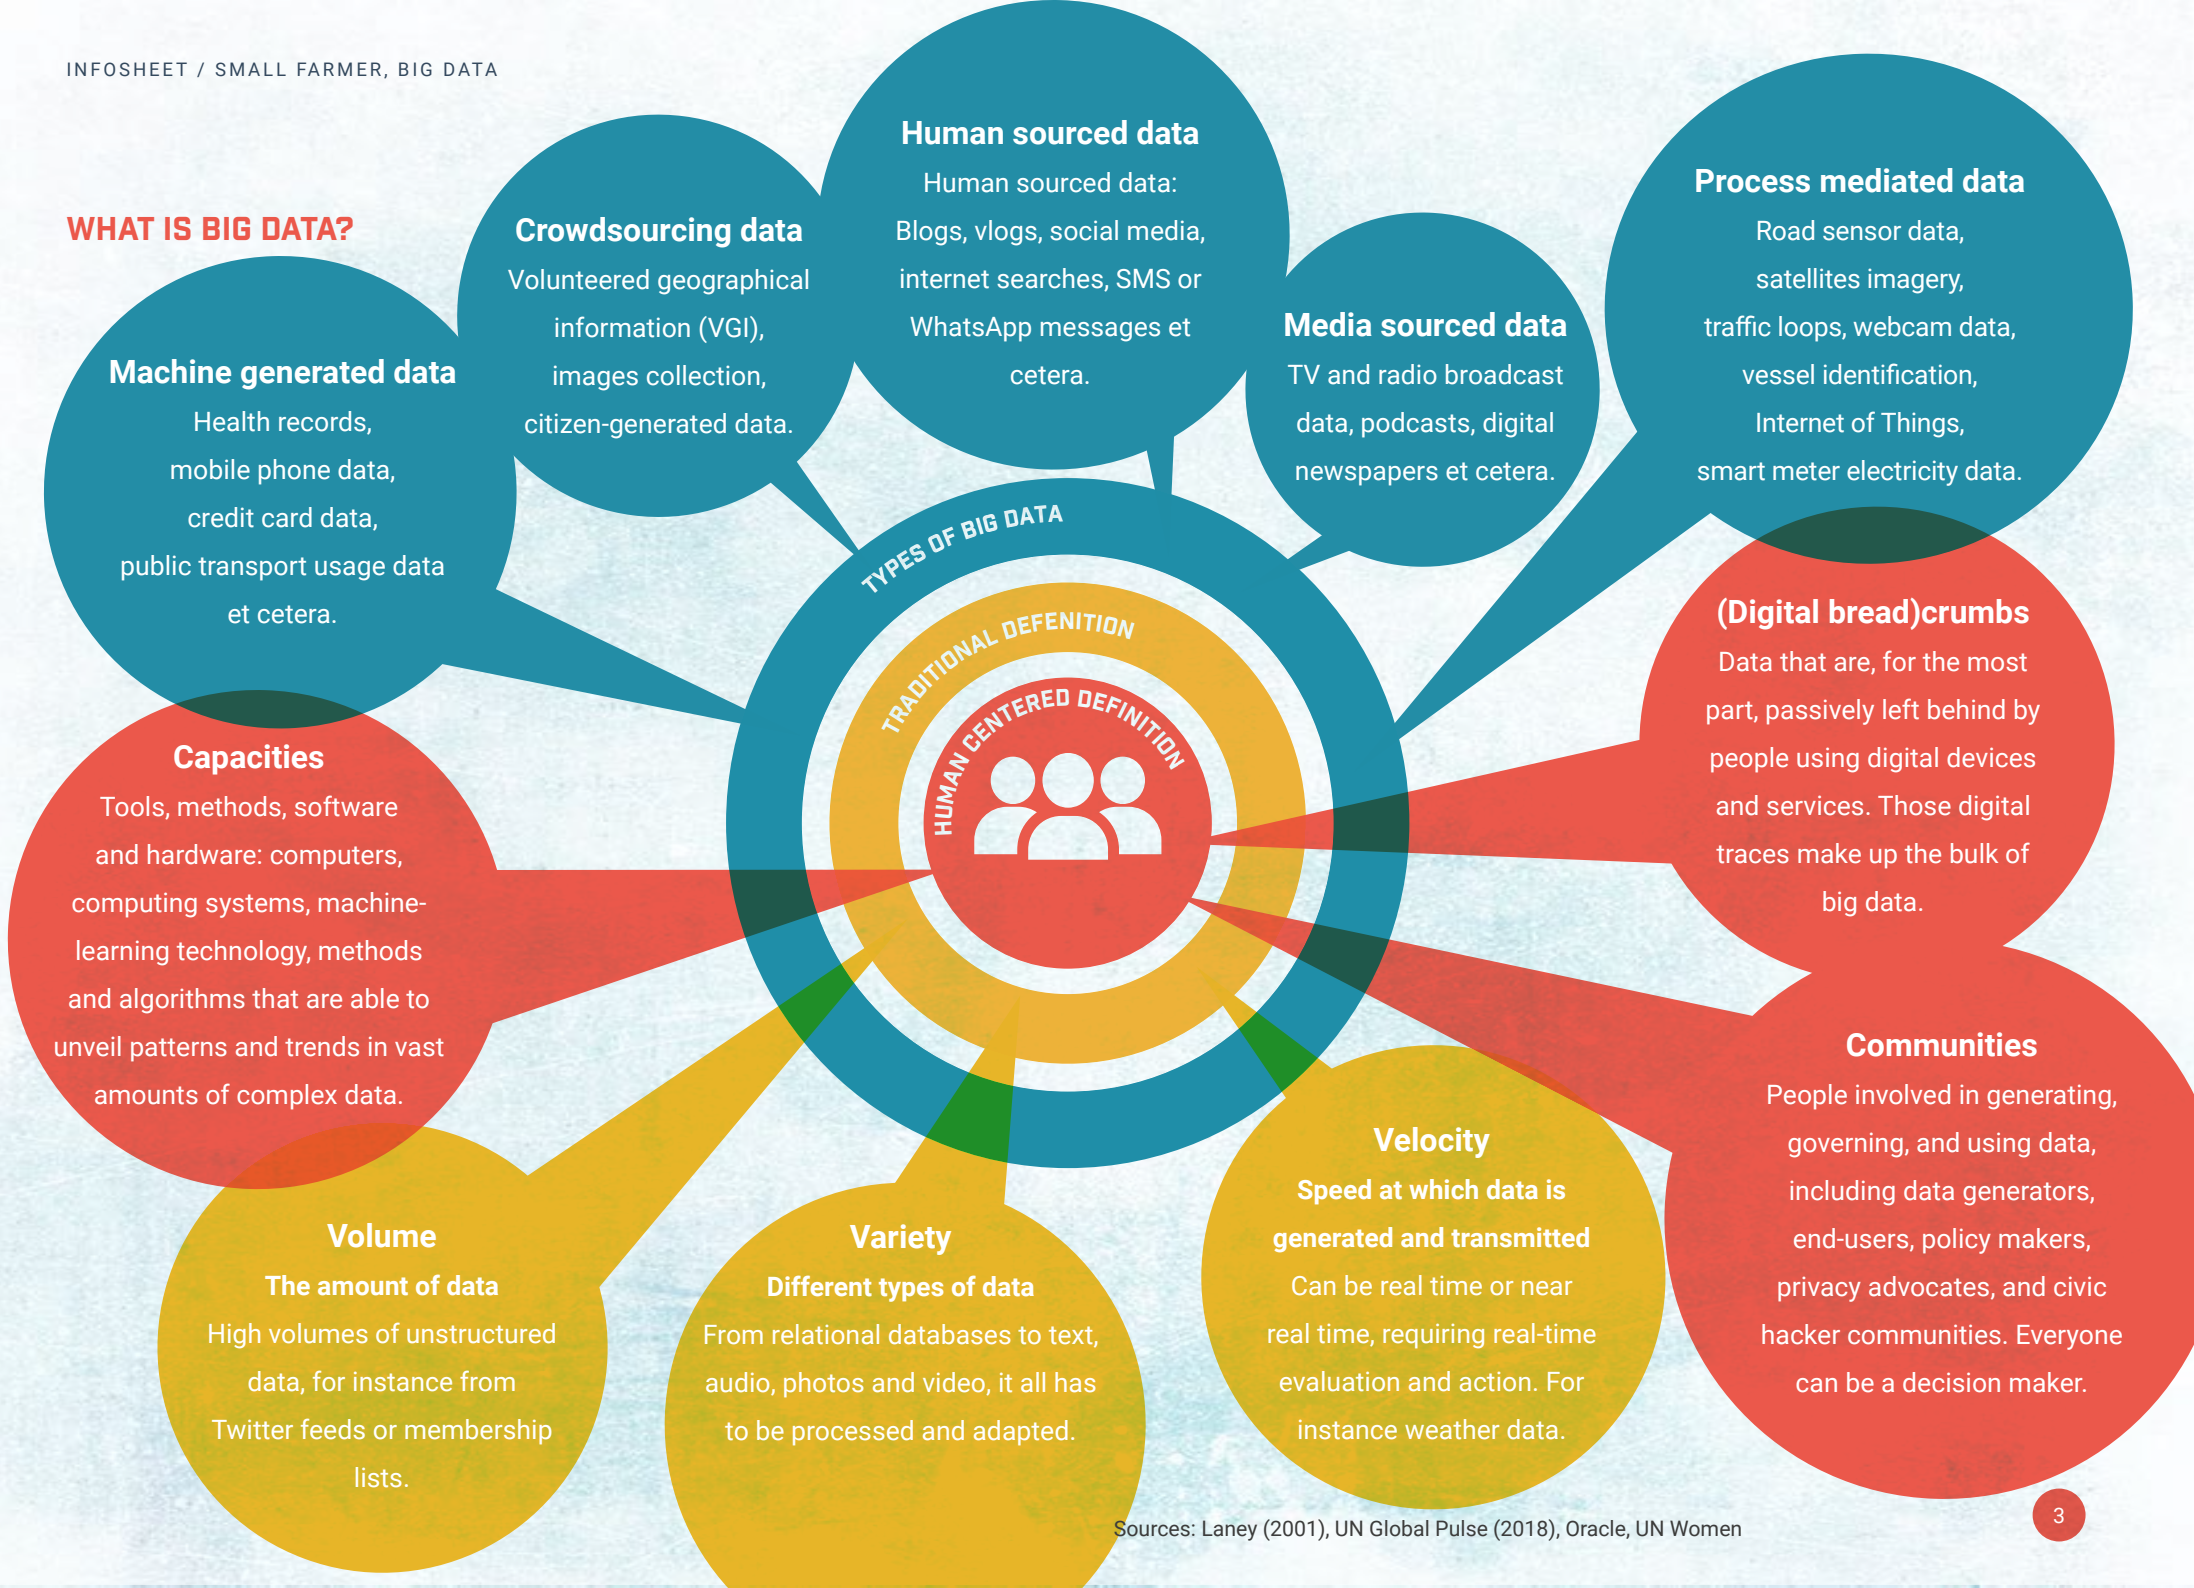 INFOSHEET / SMALL FARMER, BIG DATA
WHAT IS BIG DATA?
Machine generated data
Health records,
mobile phone data,
credit card data,
public transport usage data
et cetera.
Crowdsourcing data
Volunteered geographical
information (VGI),
images collection,
citizen-generated data.
Human sourced data
Human sourced data:
Blogs, vlogs, social media,
internet searches, SMS or
WhatsApp messages et
cetera.
Media sourced data
TV and radio broadcast
data, podcasts, digital
newspapers et cetera.
Process mediated data
Road sensor data,
satellites imagery,
traffic loops, webcam data,
vessel identification,
Internet of Things,
smart meter electricity data.
TYPES OF BIG DATA
TRADITIONAL DEFENITION
HUMAN CENTERED DEFINITION
(Digital bread)crumbs
Data that are, for the most
part, passively left behind by
people using digital devices
and services. Those digital
traces make up the bulk of
big data.
Capacities
Tools, methods, software
and hardware: computers,
computing systems, machine-
learning technology, methods
and algorithms that are able to
unveil patterns and trends in vast
amounts of complex data.
Communities
People involved in generating,
governing, and using data,
including data generators,
end-users, policy makers,
privacy advocates, and civic
hacker communities. Everyone
can be a decision maker.
Volume
The amount of data
High volumes of unstructured
data, for instance from
Twitter feeds or membership
lists.
Variety
Different types of data
From relational databases to text,
audio, photos and video, it all has
to be processed and adapted.
Velocity
Speed at which data is
generated and transmitted
Can be real time or near
real time, requiring real-time
evaluation and action. For
instance weather data.
Sources: Laney (2001), UN Global Pulse (2018), Oracle, UN Women
3